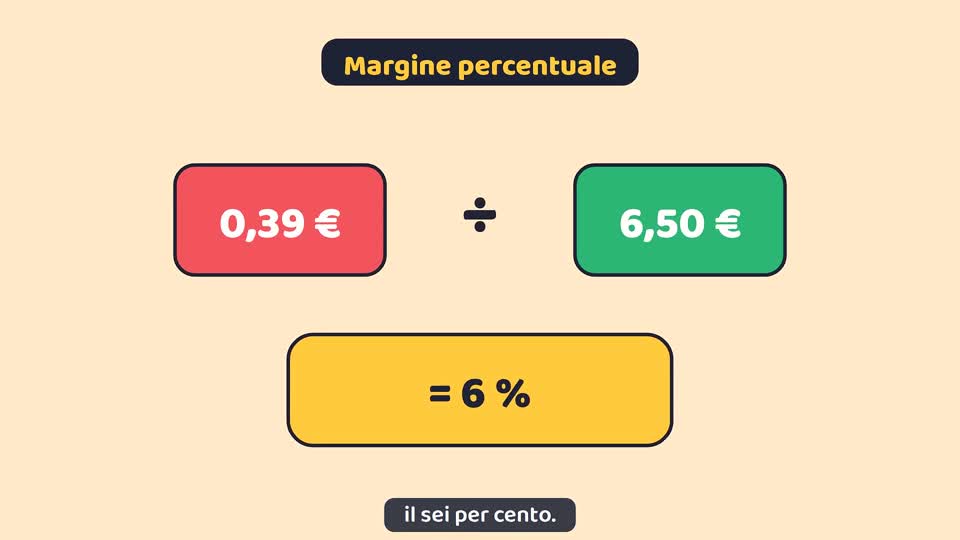 Margine percentuale
0,39 € ÷ 6,50 €
= 6 %
il sei per cento.